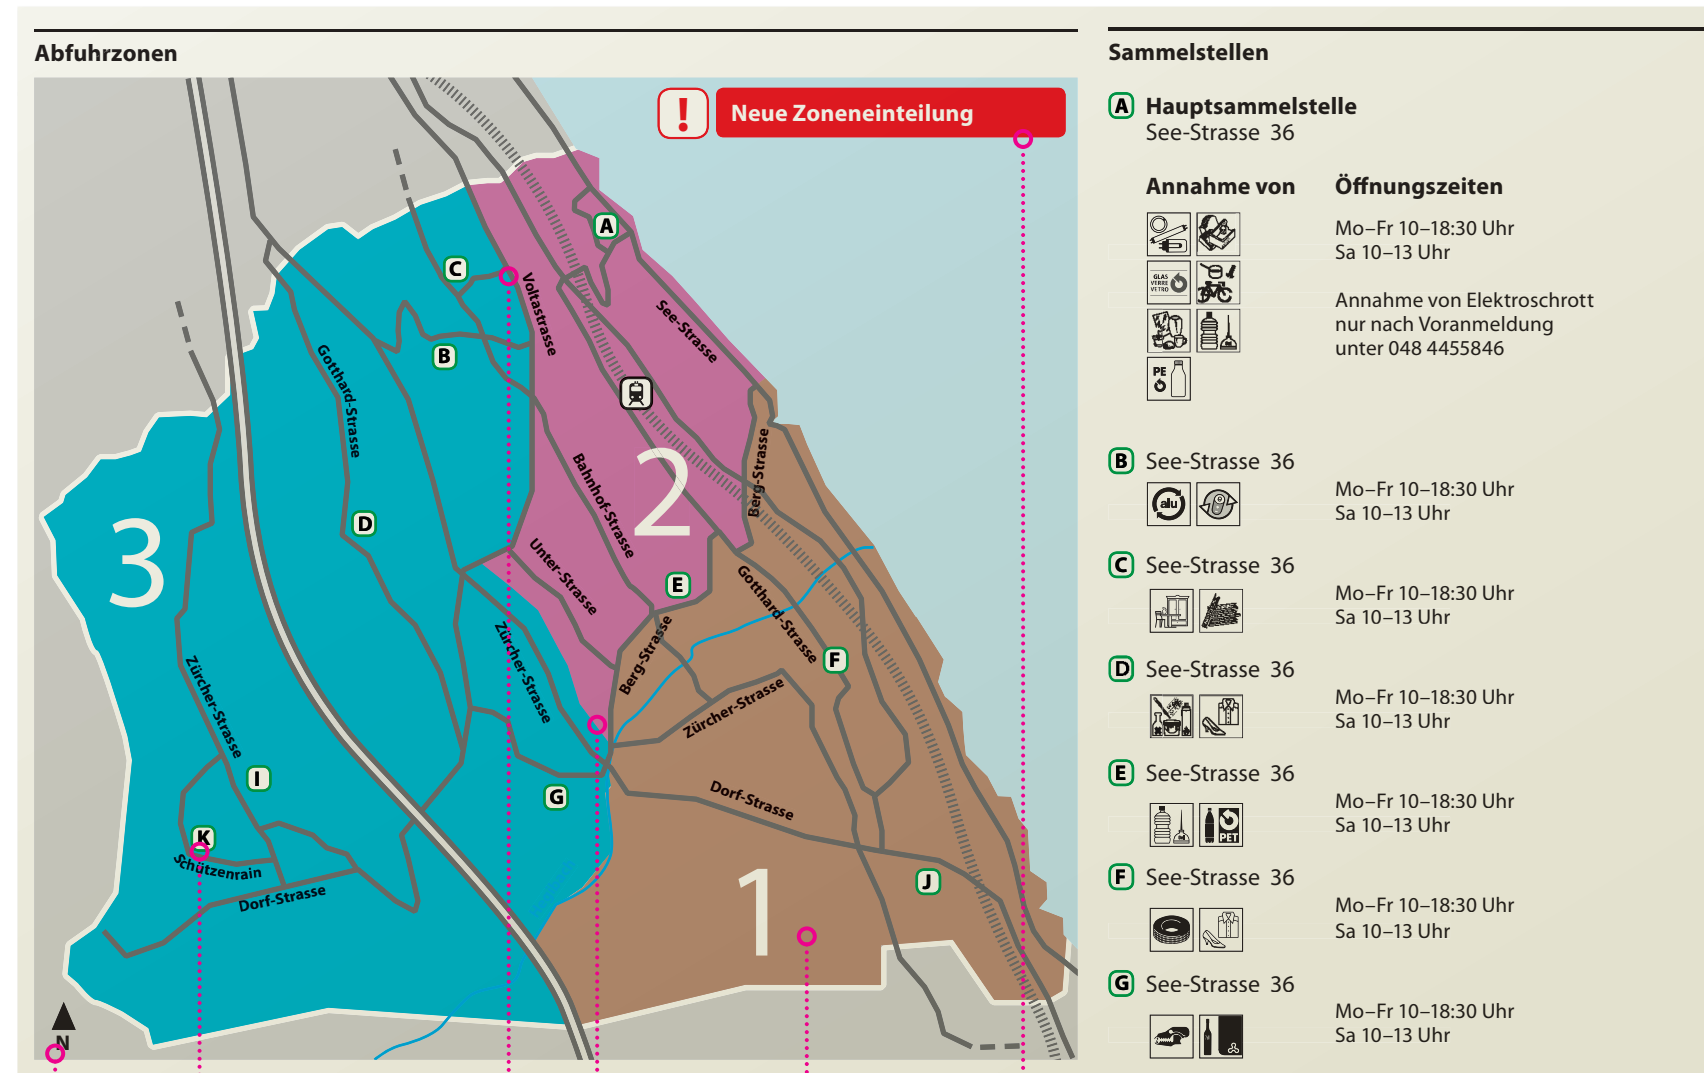 Abfuhrzonen
! Neue Zoneneinteilung
A
C
B
D
E
F
G
I
K
J
3
2
1
Voltastrasse
See-Strasse
Gotthard-Strasse
Berg-Strasse
Bahnhof-Strasse
Unter-Strasse
Gotthard-Strasse
Zürcher-Strasse
Berg-Strasse
Zürcher-Strasse
Zürcher-Strasse
Dorf-Strasse
Schützenrain
Dorf-Strasse
N
Sammelstellen
A Hauptsammelstelle
See-Strasse 36
Annahme von Öffnungszeiten
Mo–Fr 10–18:30 Uhr
Sa 10–13 Uhr
GLAS
VERRE
VETRO
Annahme von Elektroschrott
nur nach Voranmeldung
unter 048 4455846
PE
B See-Strasse 36
alu
Mo–Fr 10–18:30 Uhr
Sa 10–13 Uhr
C See-Strasse 36
Mo–Fr 10–18:30 Uhr
Sa 10–13 Uhr
D See-Strasse 36
Mo–Fr 10–18:30 Uhr
Sa 10–13 Uhr
E See-Strasse 36
Mo–Fr 10–18:30 Uhr
Sa 10–13 Uhr
PET
F See-Strasse 36
Mo–Fr 10–18:30 Uhr
Sa 10–13 Uhr
G See-Strasse 36
Mo–Fr 10–18:30 Uhr
Sa 10–13 Uhr